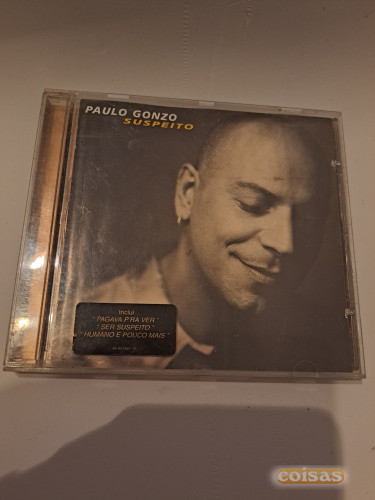 PAULO GONZO
SUSPEITO
Inclui
" PAGAVA P'RA VER "
" SER SUSPEITO "
" HUMANO E POUCO MAIS "
coisas